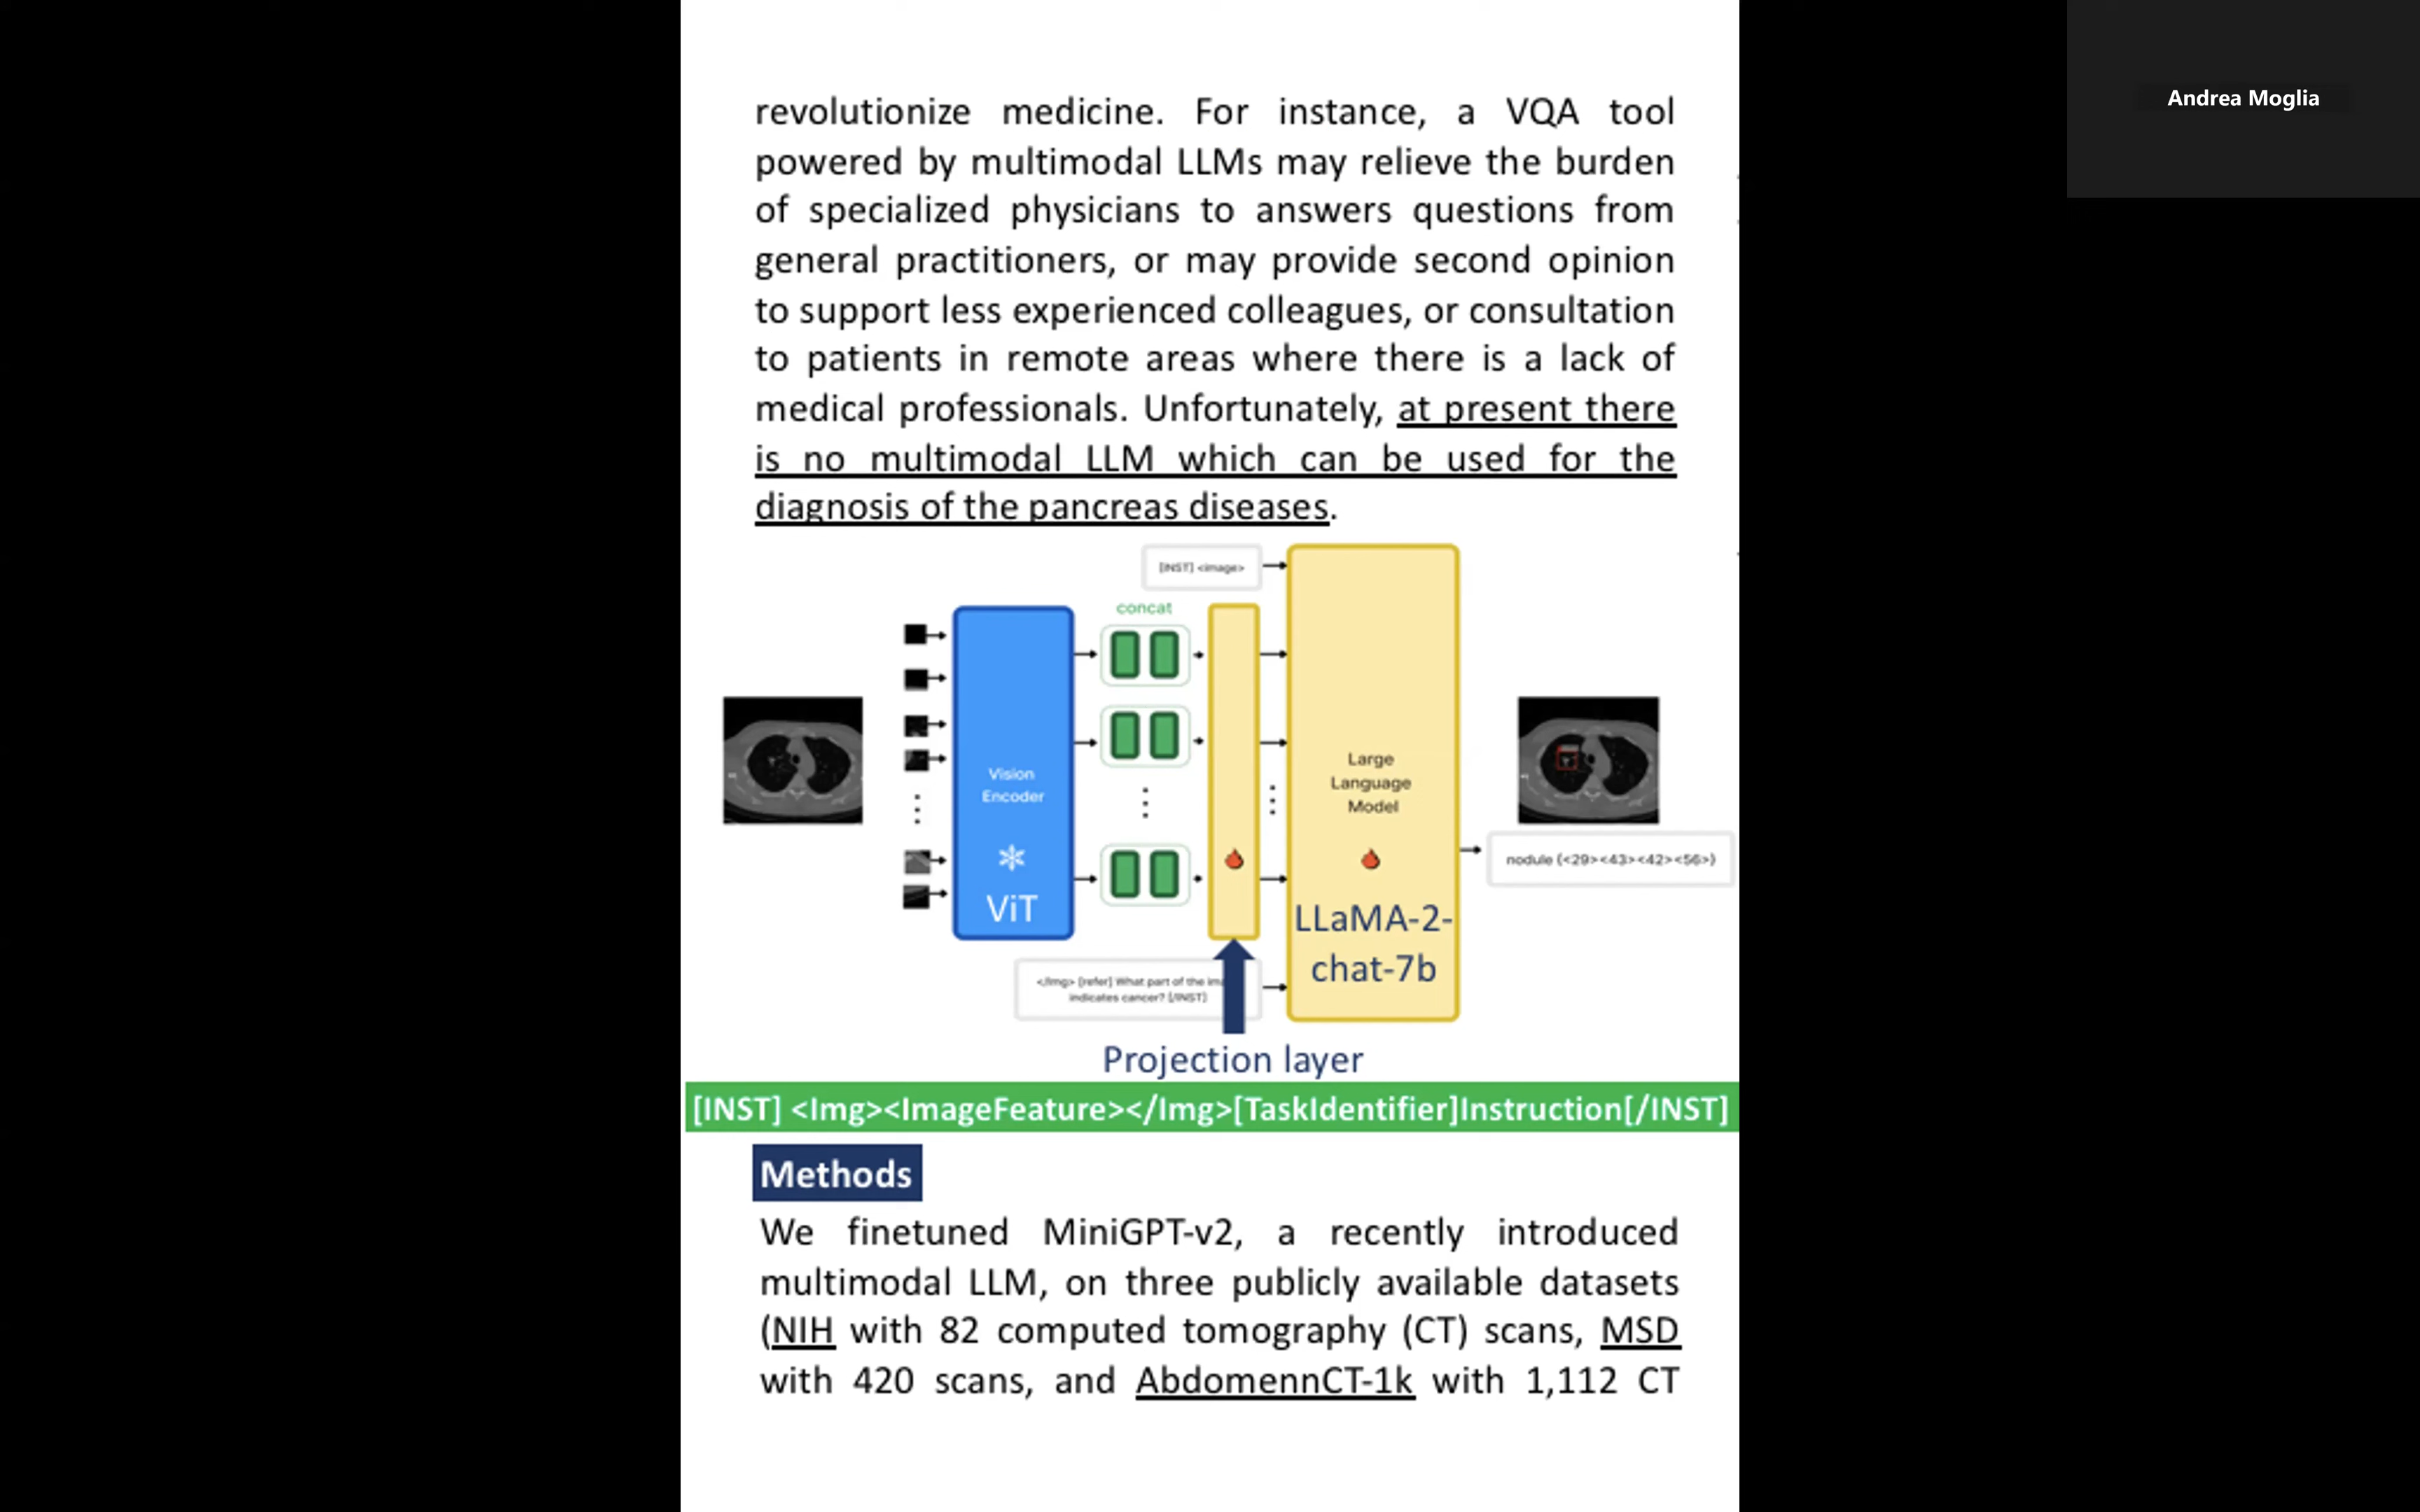 Andrea Moglia
revolutionize medicine. For instance, a VQA tool
powered by multimodal LLMs may relieve the burden
of specialized physicians to answers questions from
general practitioners, or may provide second opinion
to support less experienced colleagues, or consultation
to patients in remote areas where there is a lack of
medical professionals. Unfortunately, at present there
is no multimodal LLM which can be used for the
diagnosis of the pancreas diseases.
[INST] <image>
concat
Vision
Encoder
ViT
Large
Language
Model
LLaMA-2-
chat-7b
nodule {<29><43><42><56>}
</Img> [refer] What part of the
indicates cancer? [/INST]
Projection layer
[INST] <Img><ImageFeature></Img>[TaskIdentifier]Instruction[/INST]
Methods
We finetuned MiniGPT-v2, a recently introduced
multimodal LLM, on three publicly available datasets
(NIH with 82 computed tomography (CT) scans, MSD
with 420 scans, and AbdomennCT-1k with 1,112 CT